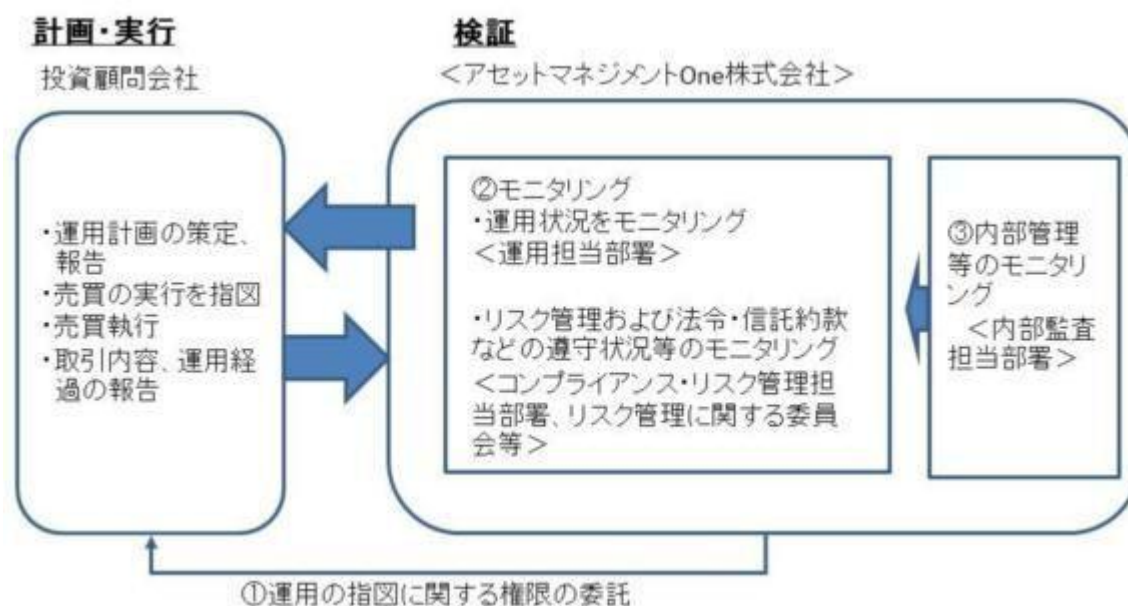 計画・実行
投資顧問会社
・運用計画の策定、
報告
・売買の実行を指図
・売買執行
・取引内容、運用経
過の報告
検証
<アセットマネジメントOne株式会社>
②モニタリング
・運用状況をモニタリング
<運用担当部署>
・リスク管理および法令・信託約款
などの遵守状況等のモニタリング
<コンプライアンス・リスク管理担
当部署、リスク管理に関する委員
会等>
③内部管理
等のモニタリ
ング
<内部監査
担当部署>
①運用の指図に関する権限の委託